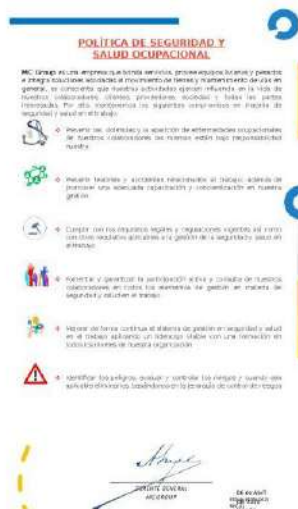 POLÍTICA DE SEGURIDAD Y
SALUD OCUPACIONAL
MC Group es una empresa que brinda servicios, provee equipos livianos y pesados
e integra soluciones asociadas al movimiento de tierras y mantenimiento de vías en
general, es consciente que nuestras actividades ejercen influencia en la vida de
nuestros colaboradores, clientes, proveedores, sociedad y todas las partes
interesadas. Por ello mantenemos los siguientes compromisos en materia de
seguridad y salud en el trabajo:
Prevenir las dolencias y la aparición de enfermedades ocupacionales
de nuestros colaboradores los mismos están bajo responsabilidad
nuestra.
Prevenir lesiones y accidentes relacionados al trabajo además de
promover una adecuada capacitación y concientización en nuestra
gestión.
Cumplir con los requisitos legales y regulaciones vigentes así como
con otros requisitos aplicables a la gestión de la seguridad y salud en
el trabajo.
Fomentar y garantizar la participación activa y consulta de nuestros
colaboradores en todos los elementos de gestión en materia de
seguridad y salud en el trabajo.
Mejorar de forma continua el sistema de gestión en seguridad y salud
en el trabajo aplicando un liderazgo viable con una formación en
todos los niveles de nuestra organización.
Identificar los peligros, evaluar y controlar los riesgos y cuando sea
aplicable eliminarlos basándonos en la jerarquía de control de riesgos
GERENTE GENERAL
MC GROUP